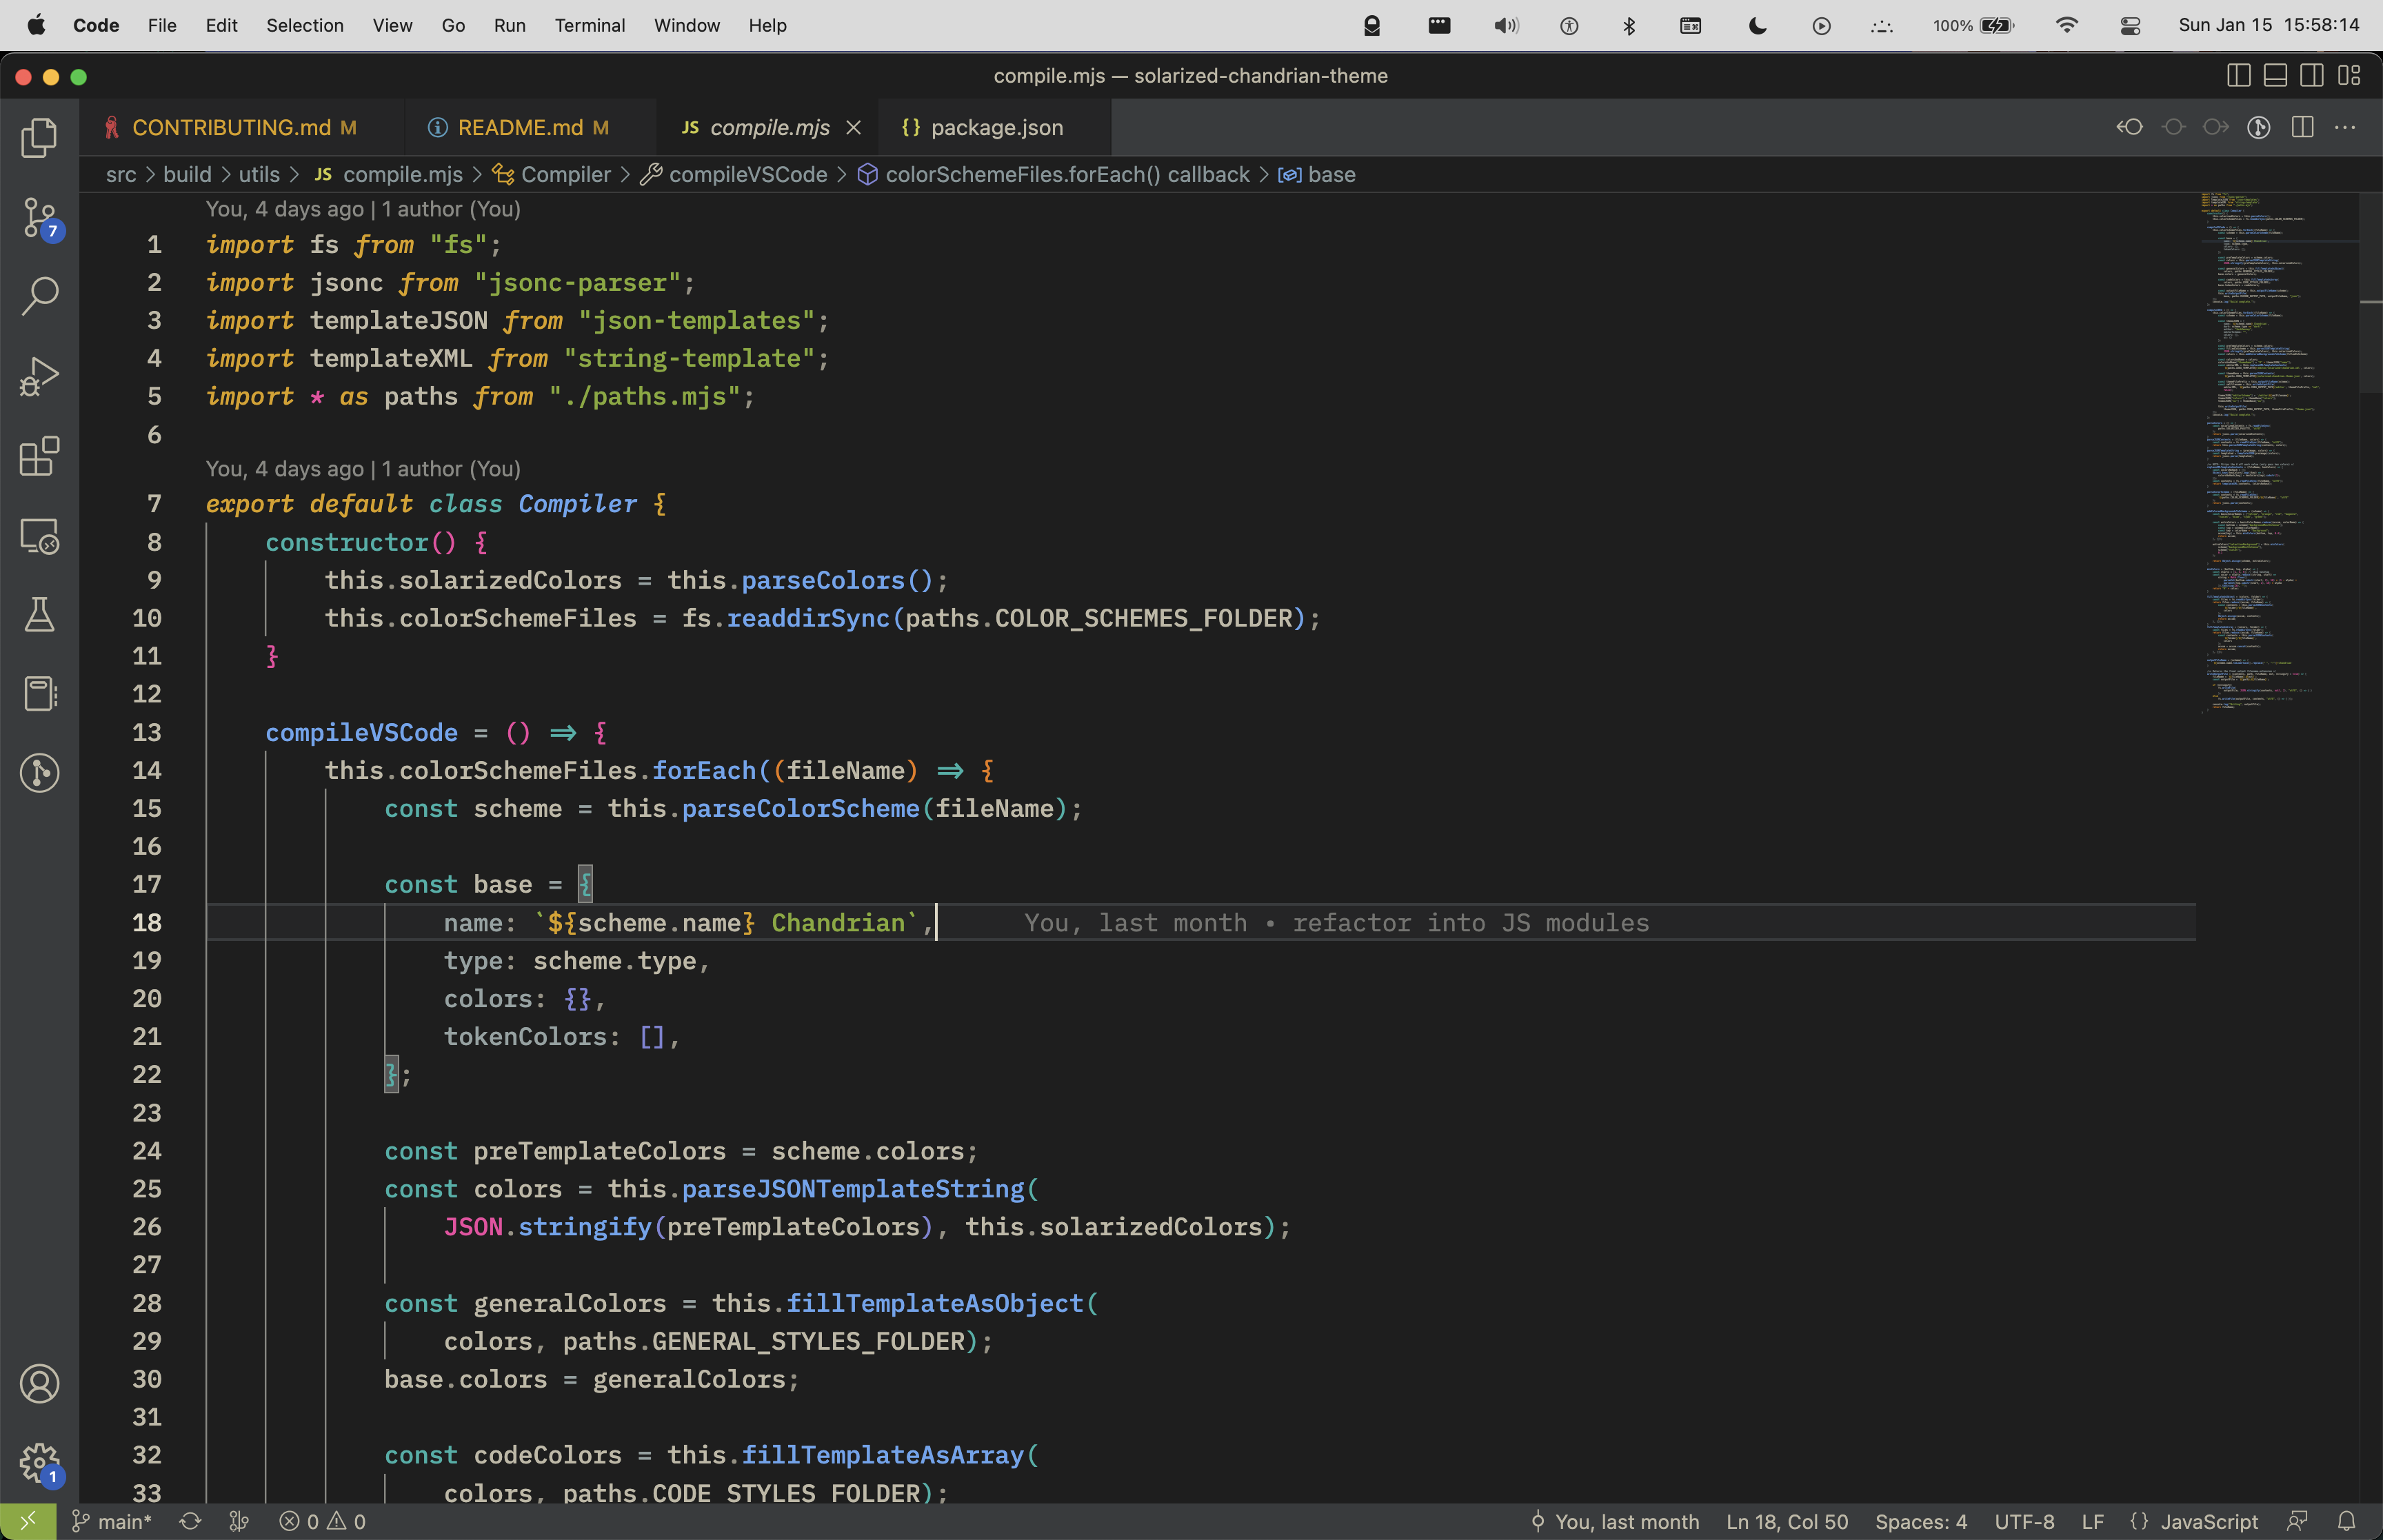 Code File Edit Selection View Go Run Terminal Window Help 100% Sun Jan 15 15:58:14
compile.mjs — solarized-chandrian-theme
CONTRIBUTING.md M README.md M JS compile.mjs {} package.json
src > build > utils > JS compile.mjs > Compiler > compileVSCode > colorSchemeFiles.forEach() callback > base
You, 4 days ago | 1 author (You)
1 import fs from "fs";
2 import jsonc from "jsonc-parser";
3 import templateJSON from "json-templates";
4 import templateXML from "string-template";
5 import * as paths from "./paths.mjs";
6
You, 4 days ago | 1 author (You)
7 export default class Compiler {
8 constructor() {
9 this.solarizedColors = this.parseColors();
10 this.colorSchemeFiles = fs.readdirSync(paths.COLOR_SCHEMES_FOLDER);
11 }
12
13 compileVSCode = () => {
14 this.colorSchemeFiles.forEach((fileName) => {
15 const scheme = this.parseColorScheme(fileName);
16
17 const base = {
18 name: `${scheme.name} Chandrian`, You, last month • refactor into JS modules
19 type: scheme.type,
20 colors: {},
21 tokenColors: [],
22 };
23
24 const preTemplateColors = scheme.colors;
25 const colors = this.parseJSONTemplateString(
26 JSON.stringify(preTemplateColors), this.solarizedColors);
27
28 const generalColors = this.fillTemplateAsObject(
29 colors, paths.GENERAL_STYLES_FOLDER);
30 base.colors = generalColors;
31
32 const codeColors = this.fillTemplateAsArray(
33 colors, paths.CODE_STYLES_FOLDER);
7
1
main* 0 0 You, last month Ln 18, Col 50 Spaces: 4 UTF-8 LF {} JavaScript